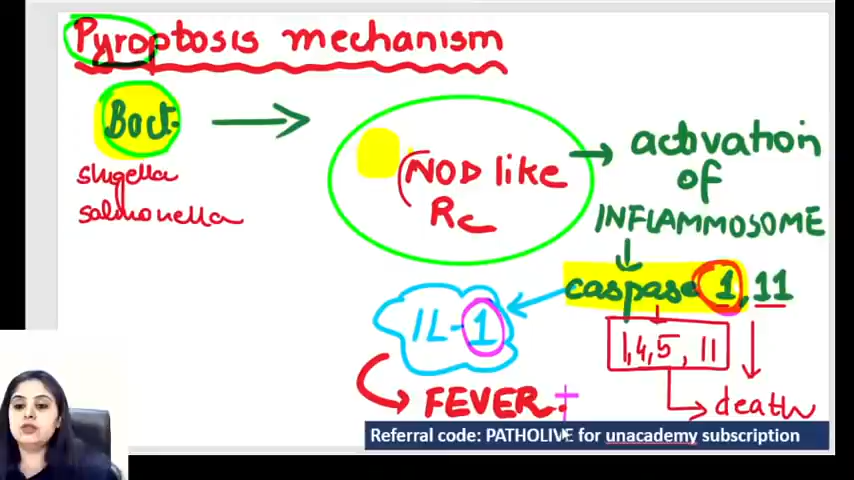 Pyroptosis mechanism
Bact.
shigella
salmonella
NOD like
Rc
activation
of
INFLAMMOSOME
caspase 1, 11
1,4,5, 11
death
IL-1
FEVER.
Referral code: PATHOLIVE for unacademy subscription